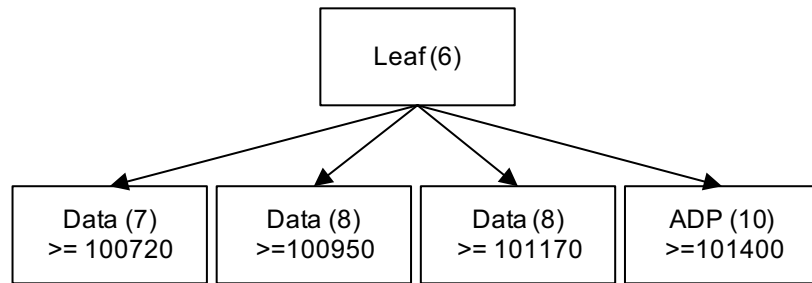 Leaf (6)
Data (7)
>= 100720
Data (8)
>=100950
Data (8)
>= 101170
ADP (10)
>=101400